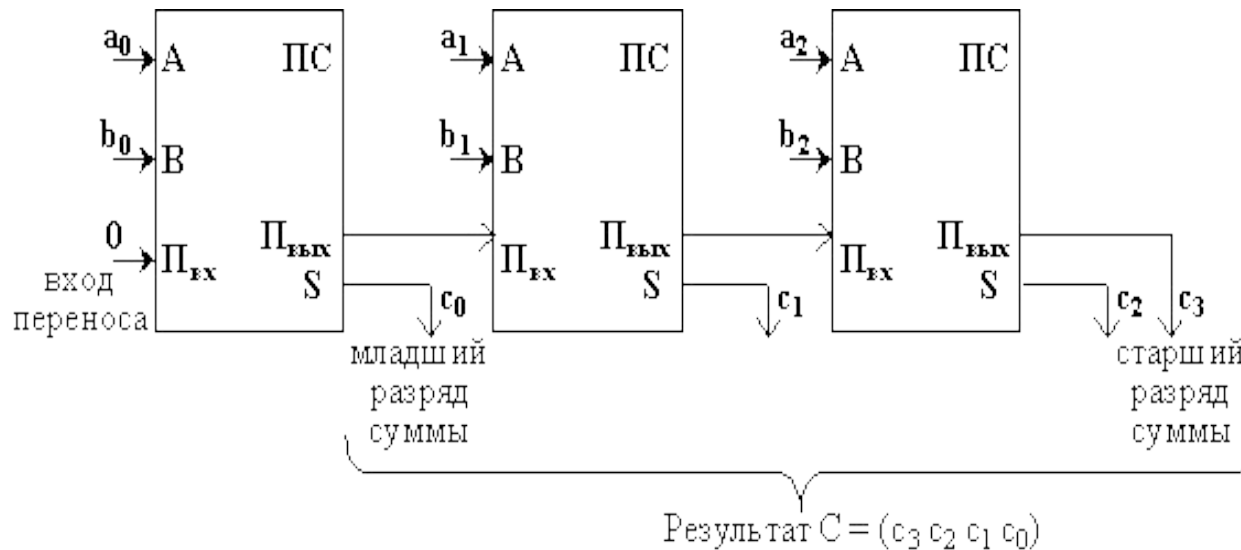 a₀ a₁ a₂
А ПС А ПС А ПС
b₀ b₁ b₂
В В В
0 Пвых Пвых Пвых
Пвх Пвх Пвх
вход S c₀ S c₁ S c₂ c₃
переноса
младший старший
разряд разряд
суммы суммы
Результат С = (c₃ c₂ c₁ c₀)